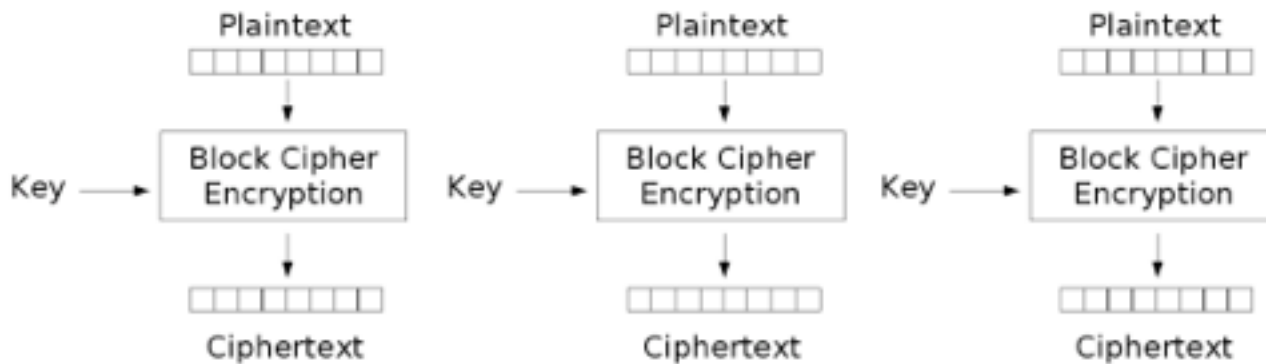 Plaintext
Plaintext
Plaintext
Block Cipher
Encryption
Block Cipher
Encryption
Block Cipher
Encryption
Key
Key
Key
Ciphertext
Ciphertext
Ciphertext